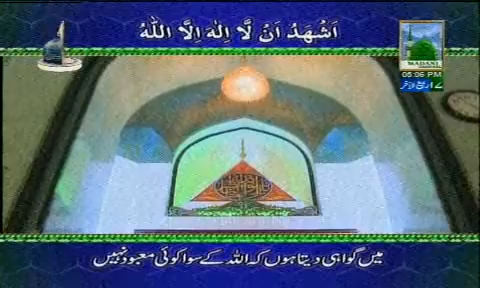 اَشْهَدُ اَنْ لَّا اِلٰهَ اِلَّا اللّٰهُ
MADANI
05:06 PM
میں گواہی دیتا ہوں کہ اللہ کے سوا کوئی معبود نہیں